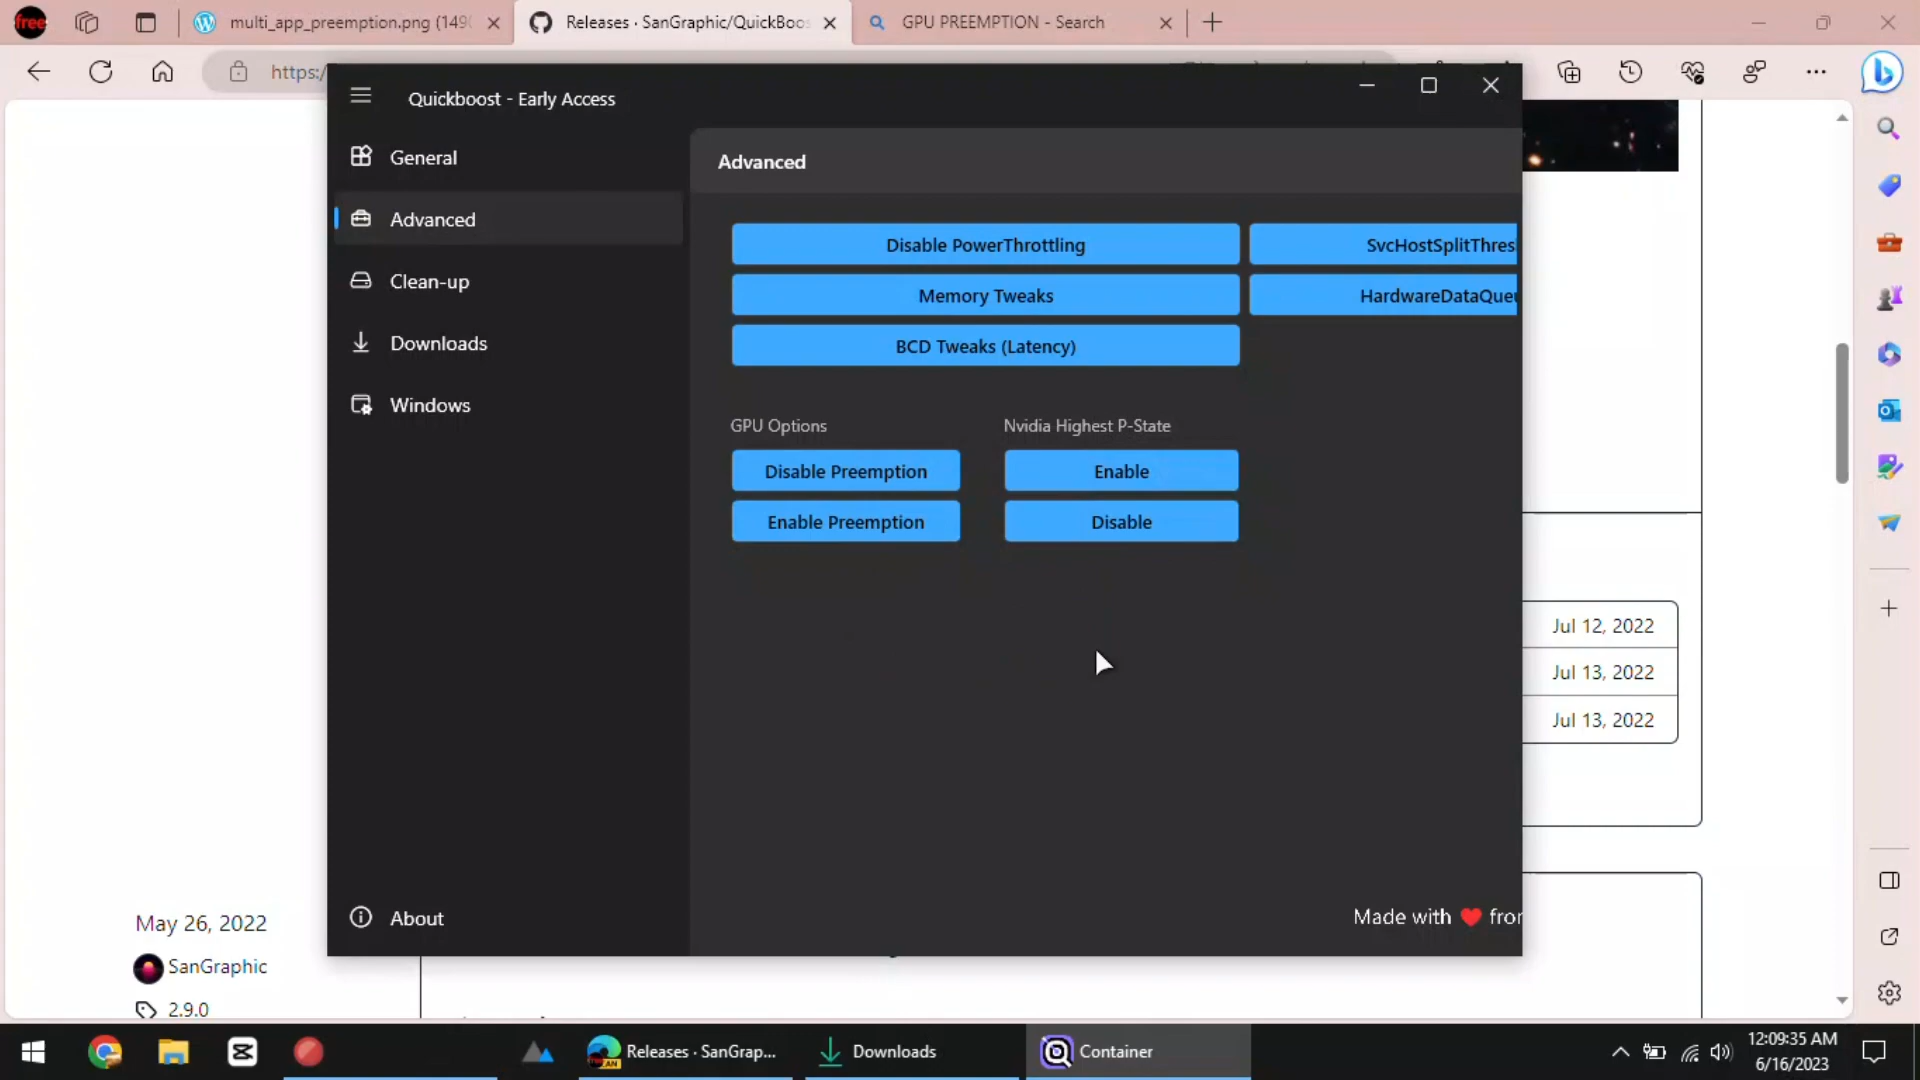 free
multi_app_preemption.png (149
Releases · SanGraphic/QuickBoos
GPU PREEMPTION - Search
https:/
Quickboost - Early Access
General
Advanced
Clean-up
Downloads
Windows
About
Advanced
Disable PowerThrottling
SvcHostSplitThres
Memory Tweaks
HardwareDataQue
BCD Tweaks (Latency)
GPU Options
Nvidia Highest P-State
Disable Preemption
Enable
Enable Preemption
Disable
Made with ❤ fro
Jul 12, 2022
Jul 13, 2022
Jul 13, 2022
May 26, 2022
SanGraphic
2.9.0
Releases · SanGrap...
Downloads
Container
12:09:35 AM
6/16/2023